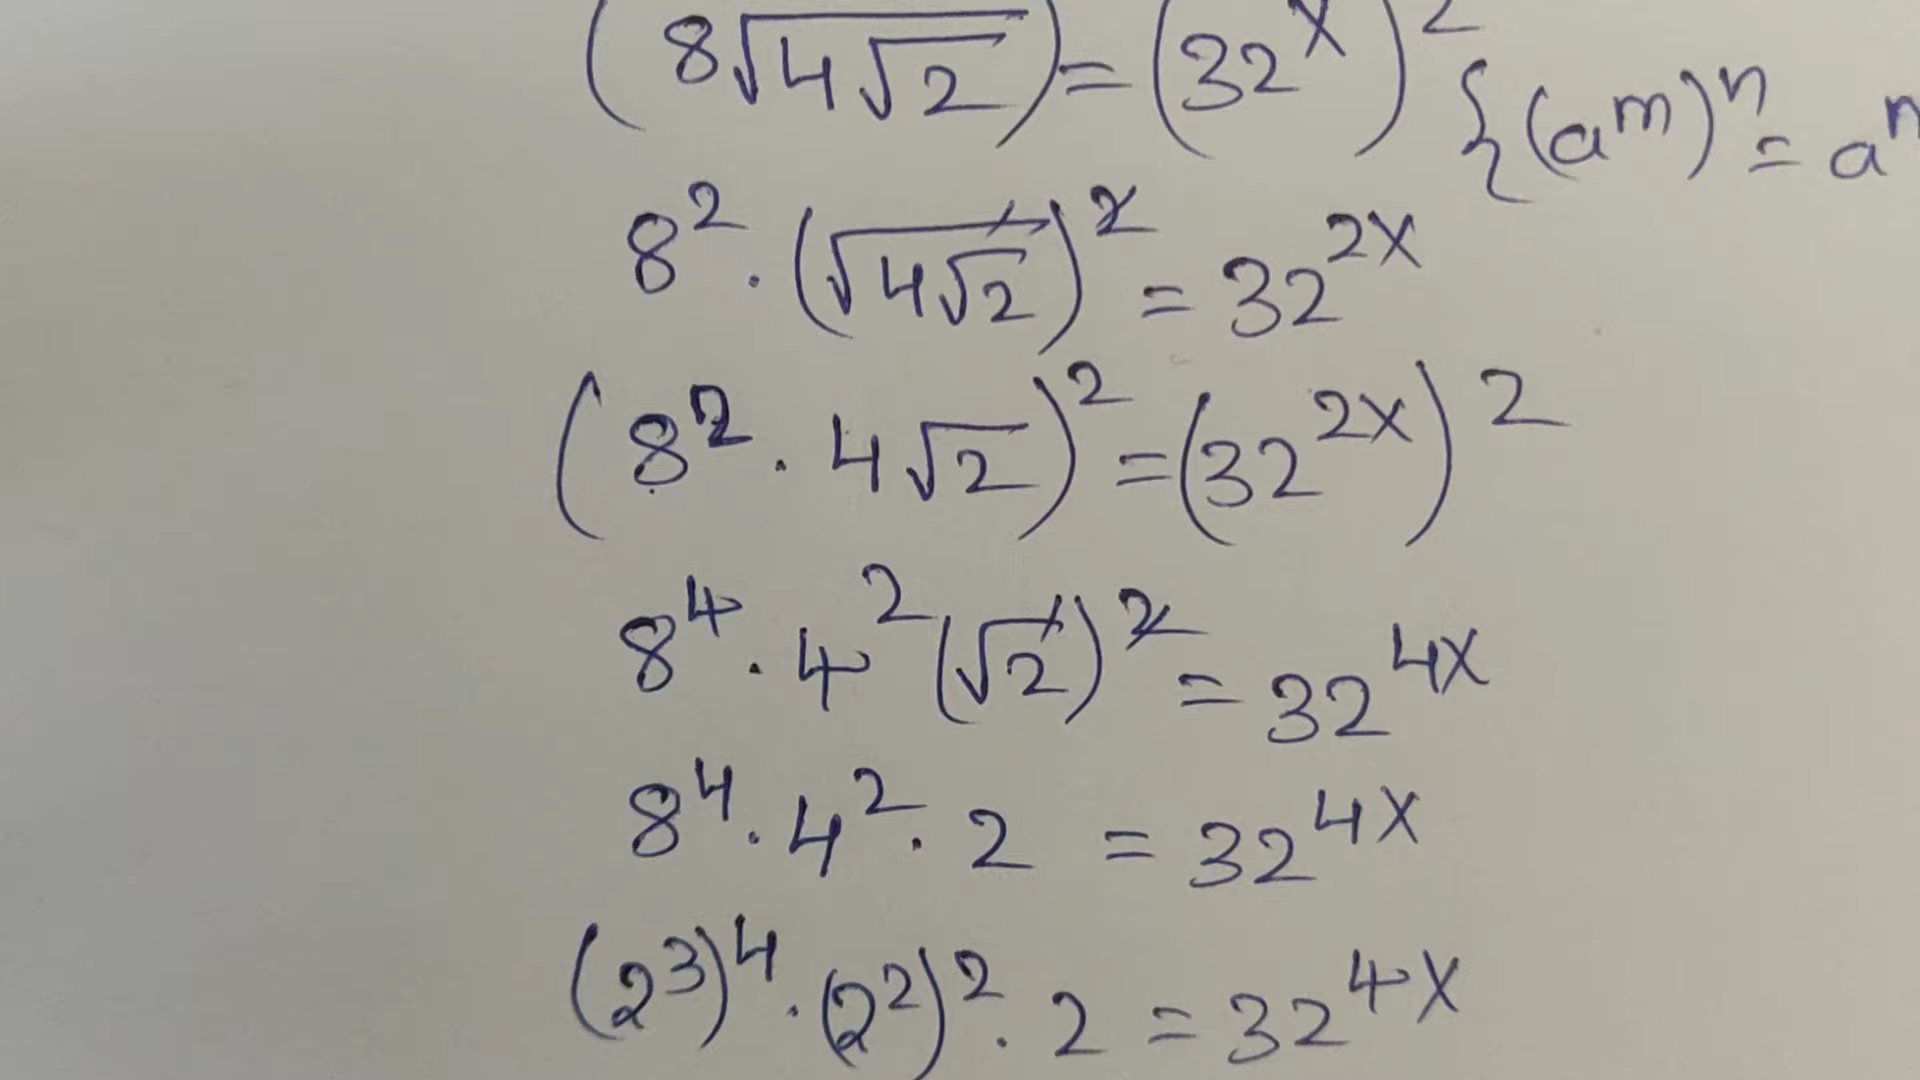 (8√(4√2)) = (32^x)^2
{(a^m)^n = a^n
8^2 · (√(4√2))^2 = 32^2x
(8^2 · 4√2)^2 = (32^2x)^2
8^4 · 4^2 (√2)^2 = 32^4x
8^4 · 4^2 · 2 = 32^4x
(2^3)^4 · (2^2)^2 · 2 = 32^4x